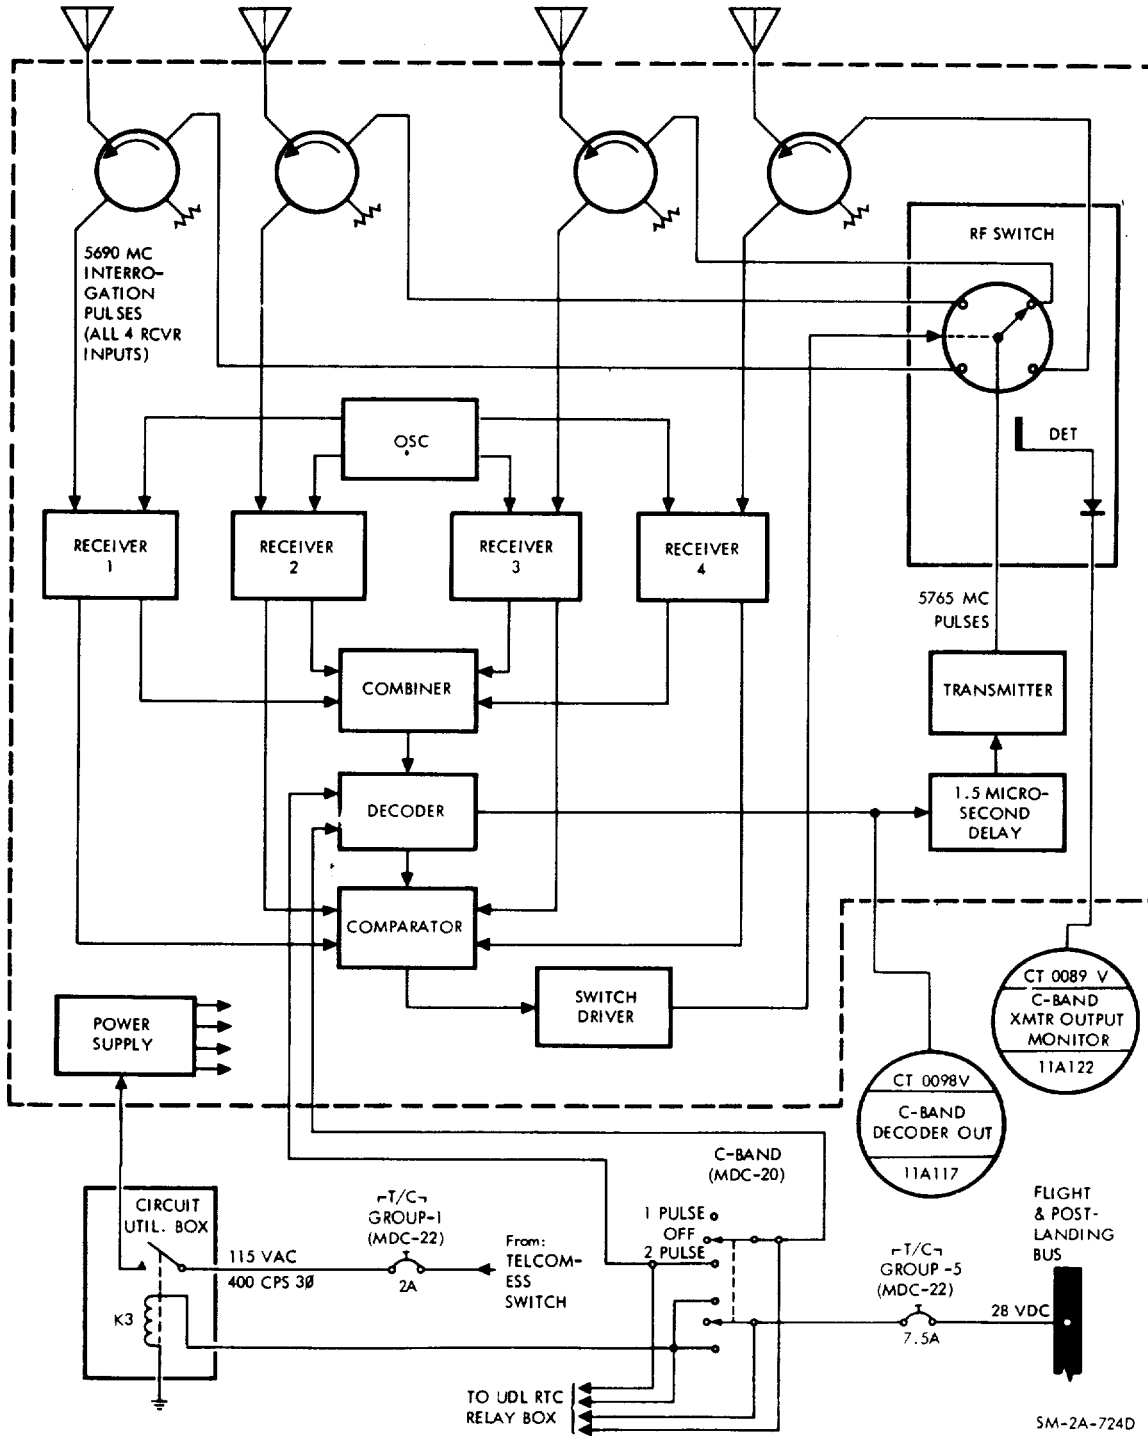 5690 MC
INTERRO-
GATION
PULSES
(ALL 4 RCVR
INPUTS)
RF SWITCH
OSC
DET
RECEIVER
1
RECEIVER
2
RECEIVER
3
RECEIVER
4
5765 MC
PULSES
COMBINER
TRANSMITTER
DECODER
1.5 MICRO-
SECOND
DELAY
COMPARATOR
SWITCH
DRIVER
POWER
SUPPLY
CT 0089 V
C-BAND
XMTR OUTPUT
MONITOR
11A122
CT 0098V
C-BAND
DECODER OUT
11A117
C-BAND
(MDC-20)
CIRCUIT
UTIL. BOX
T/C
GROUP-1
(MDC-22)
2A
115 VAC
400 CPS 3Ø
From:
TELCOM-
ESS
SWITCH
1 PULSE
OFF
2 PULSE
K3
T/C
GROUP -5
(MDC-22)
7.5A
28 VDC
FLIGHT
& POST-
LANDING
BUS
TO UDL RTC
RELAY BOX
SM-2A-724D